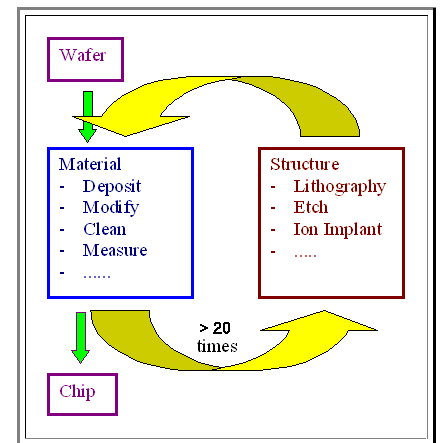 Wafer
Material
- Deposit
- Modify
- Clean
- Measure
- ......
Structure
- Lithography
- Etch
- Ion Implant
- .....
> 20
times
Chip